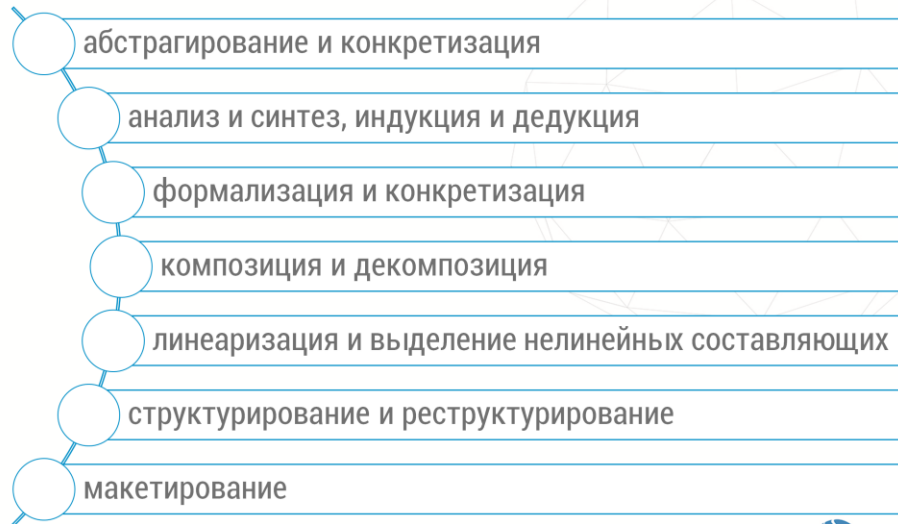 абстрагирование и конкретизация
анализ и синтез, индукция и дедукция
формализация и конкретизация
композиция и декомпозиция
линеаризация и выделение нелинейных составляющих
структурирование и реструктурирование
макетирование